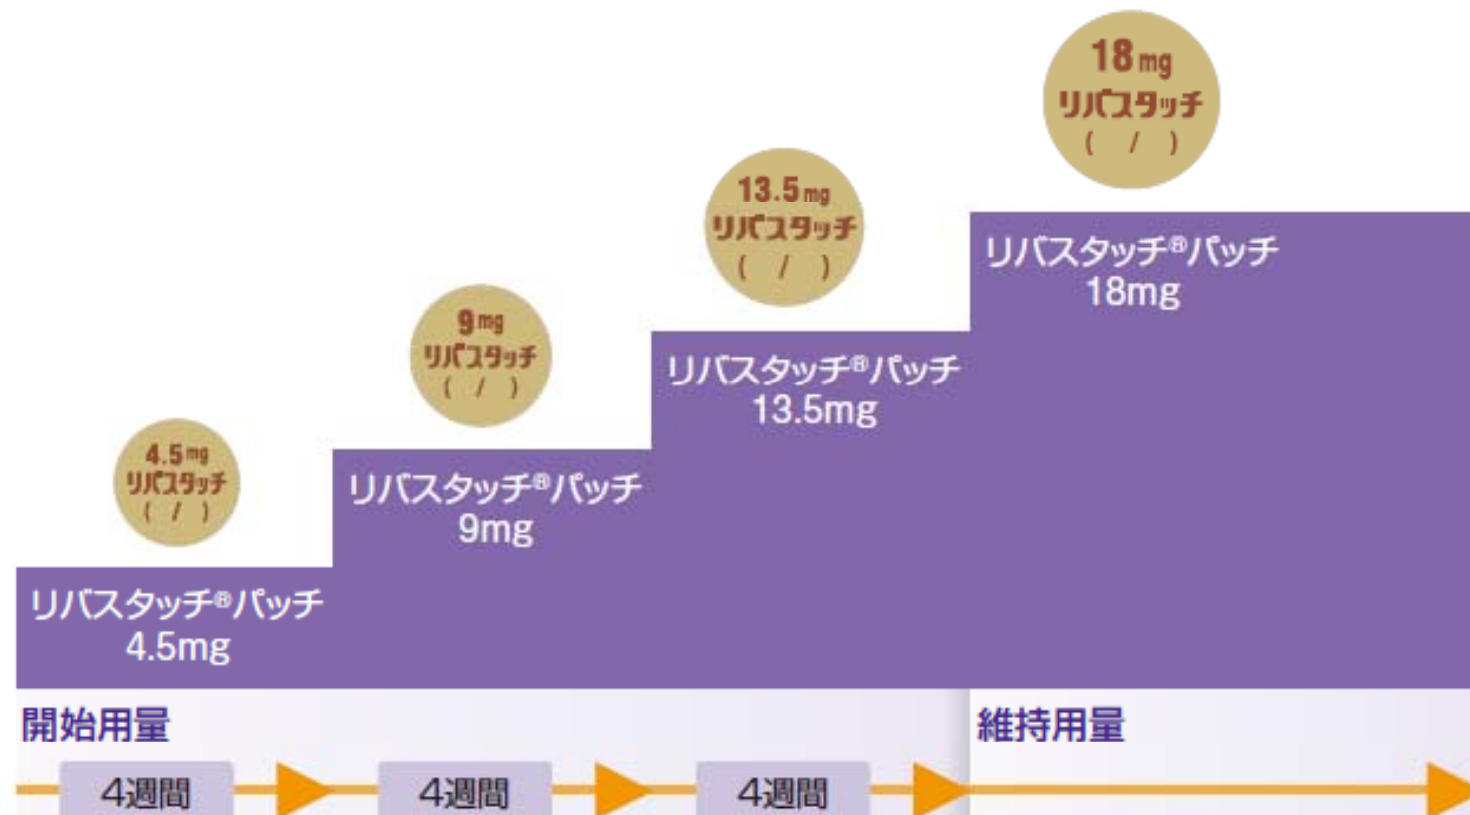 18mg
リバスタッチ
( / )
13.5mg
リバスタッチ
( / )
リバスタッチ®パッチ
18mg
9mg
リバスタッチ
( / )
リバスタッチ®パッチ
13.5mg
4.5mg
リバスタッチ
( / )
リバスタッチ®パッチ
9mg
リバスタッチ®パッチ
4.5mg
開始用量
維持用量
4週間
4週間
4週間